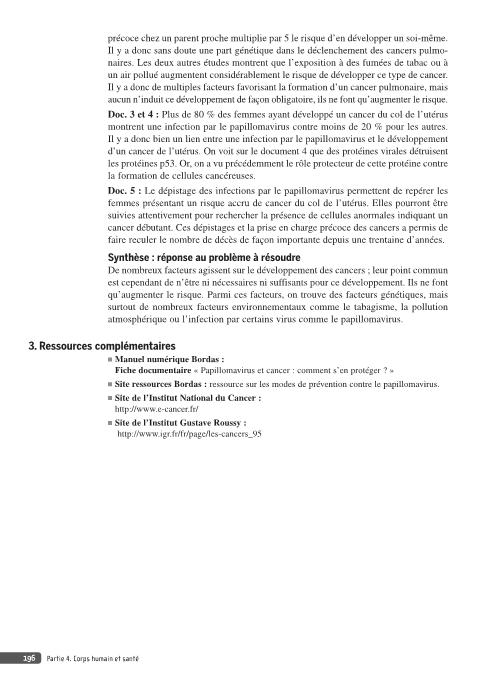 précoce chez un parent proche multiplie par 5 le risque d'en développer un soi-même.
Il y a donc sans doute une part génétique dans le déclenchement des cancers pulmo-
naires. Les deux autres études montrent que l'exposition à des fumées de tabac ou à
un air pollué augmentent considérablement le risque de développer ce type de cancer.
Il y a donc de multiples facteurs favorisant la formation d'un cancer pulmonaire, mais
aucun n'induit ce développement de façon obligatoire, ils ne font qu'augmenter le risque.
Doc. 3 et 4 : Plus de 80 % des femmes ayant développé un cancer du col de l'utérus
montrent une infection par le papillomavirus contre moins de 20 % pour les autres.
Il y a donc bien un lien entre une infection par le papillomavirus et le développement
d'un cancer de l'utérus. On voit sur le document 4 que des protéines virales détruisent
les protéines p53. Or, on a vu précédemment le rôle protecteur de cette protéine contre
la formation de cellules cancéreuses.
Doc. 5 : Le dépistage des infections par le papillomavirus permettent de repérer les
femmes présentant un risque accru de cancer du col de l'utérus. Elles pourront être
suivies attentivement pour rechercher la présence de cellules anormales indiquant un
cancer débutant. Ces dépistages et la prise en charge précoce des cancers a permis de
faire reculer le nombre de décès de façon importante depuis une trentaine d'années.
Synthèse : réponse au problème à résoudre
De nombreux facteurs agissent sur le développement des cancers ; leur point commun
est cependant de n'être ni nécessaires ni suffisants pour ce développement. Ils ne font
qu'augmenter le risque. Parmi ces facteurs, on trouve des facteurs génétiques, mais
surtout de nombreux facteurs environnementaux comme le tabagisme, la pollution
atmosphérique ou l'infection par certains virus comme le papillomavirus.
3. Ressources complémentaires
■ Manuel numérique Bordas :
Fiche documentaire « Papillomavirus et cancer : comment s'en protéger ? »
■ Site ressources Bordas : ressource sur les modes de prévention contre le papillomavirus.
■ Site de l'Institut National du Cancer :
http://www.e-cancer.fr/
■ Site de l'Institut Gustave Roussy :
http://www.igr.fr/fr/page/les-cancers_95
196 Partie 4. Corps humain et santé